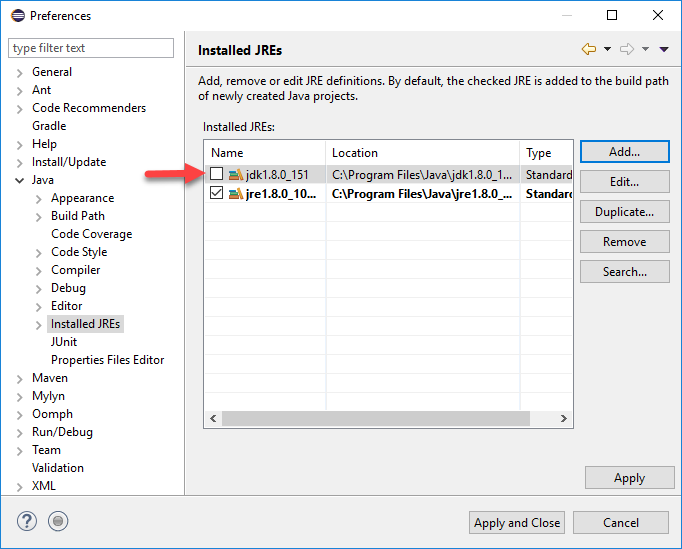 Preferences
type filter text
General
Ant
Code Recommenders
Gradle
Help
Install/Update
Java
Appearance
Build Path
Code Coverage
Code Style
Compiler
Debug
Editor
Installed JREs
JUnit
Properties Files Editor
Maven
Mylyn
Oomph
Run/Debug
Team
Validation
XML
Installed JREs
Add, remove or edit JRE definitions. By default, the checked JRE is added to the build path
of newly created Java projects.
Installed JREs:
Name Location Type
jdk1.8.0_151 C:\Program Files\Java\jdk1.8.0_1... Standard
jre1.8.0_10... C:\Program Files\Java\jre1.8.0_... Standard
Add...
Edit...
Duplicate...
Remove
Search...
Apply
Apply and Close
Cancel